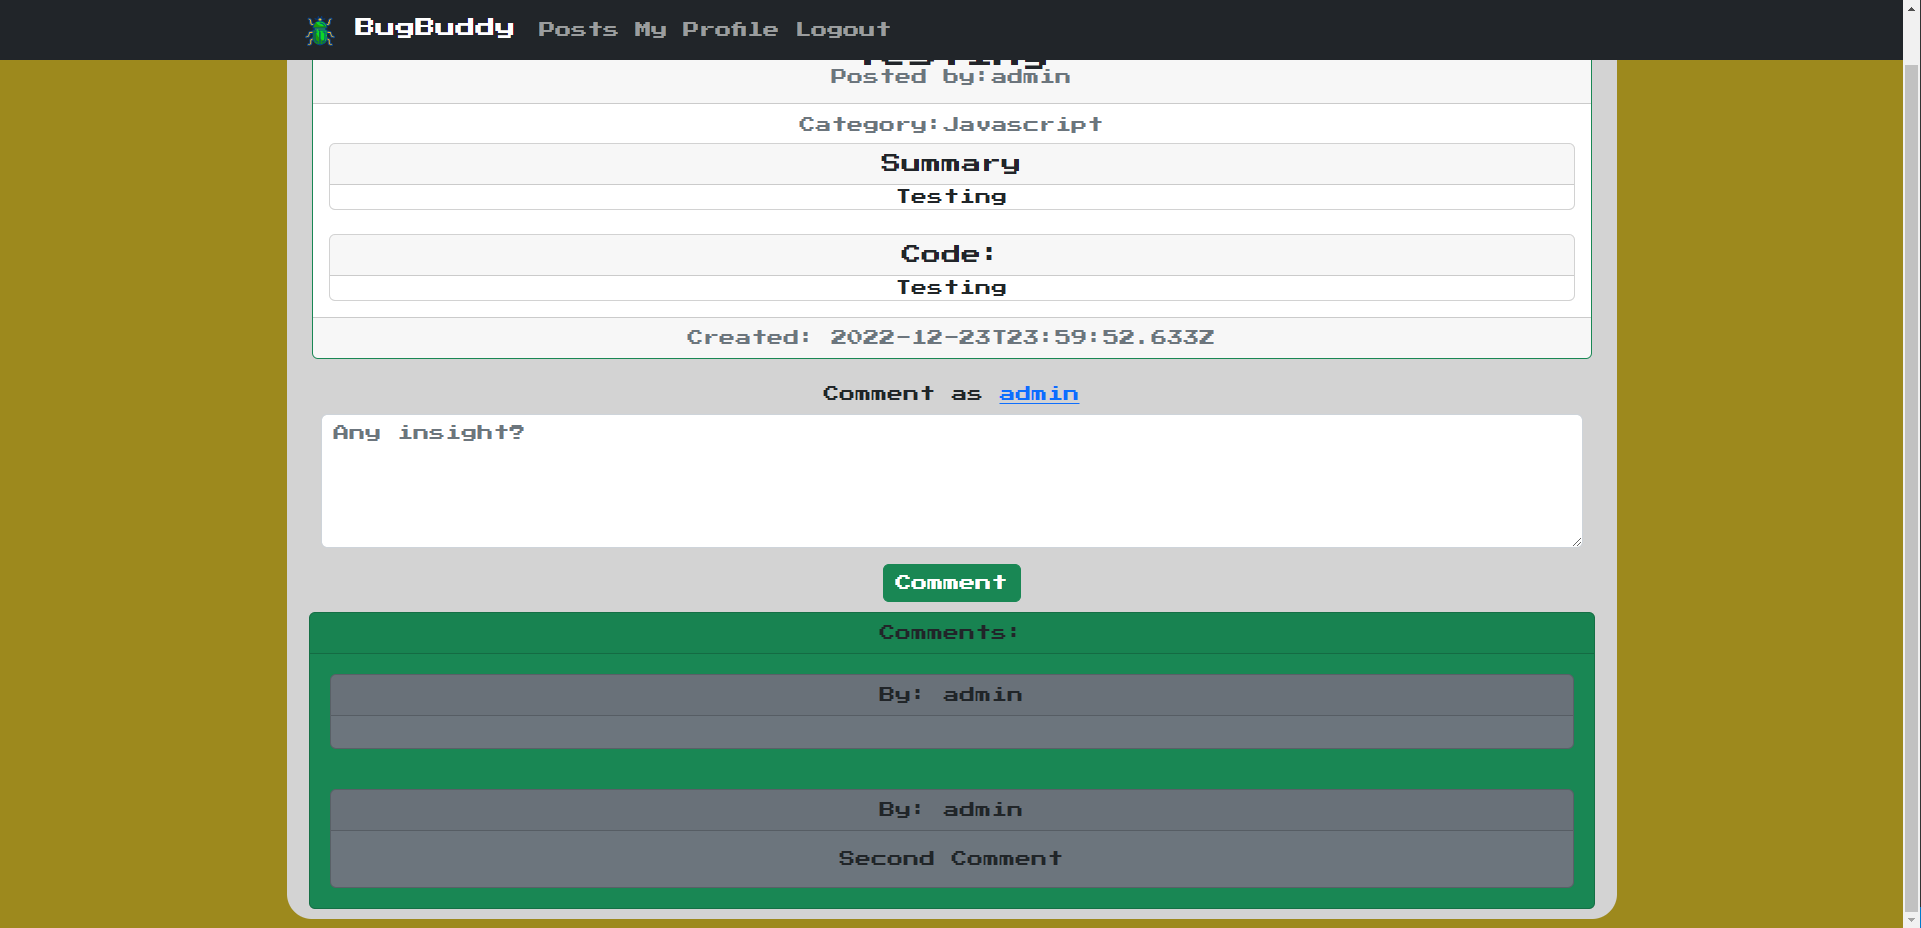 BugBuddy Posts My Profile Logout
Testing
Posted by:admin
Category:Javascript
Summary
Testing
Code:
Testing
Created: 2022-12-23T23:59:52.633Z
Comment as admin
Any insight?
Comment
Comments:
By: admin
By: admin
Second Comment